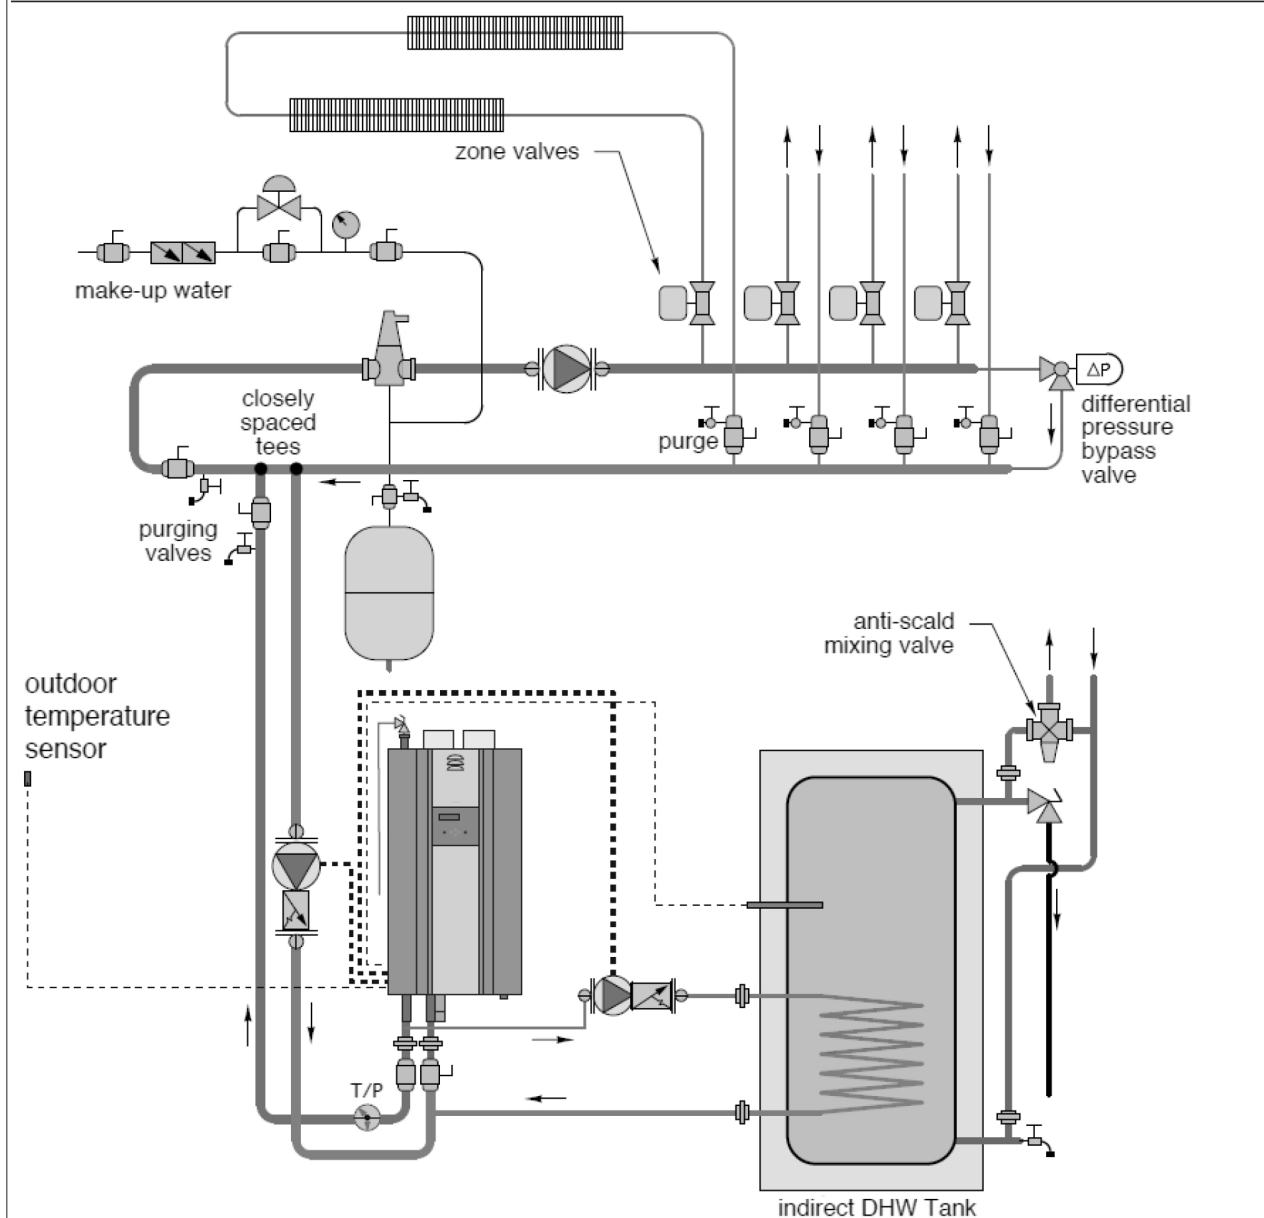 zone valves
make-up water
closely
spaced
tees
purge
ΔP
differential
pressure
bypass
valve
purging
valves
anti-scald
mixing valve
outdoor
temperature
sensor
T/P
indirect DHW Tank